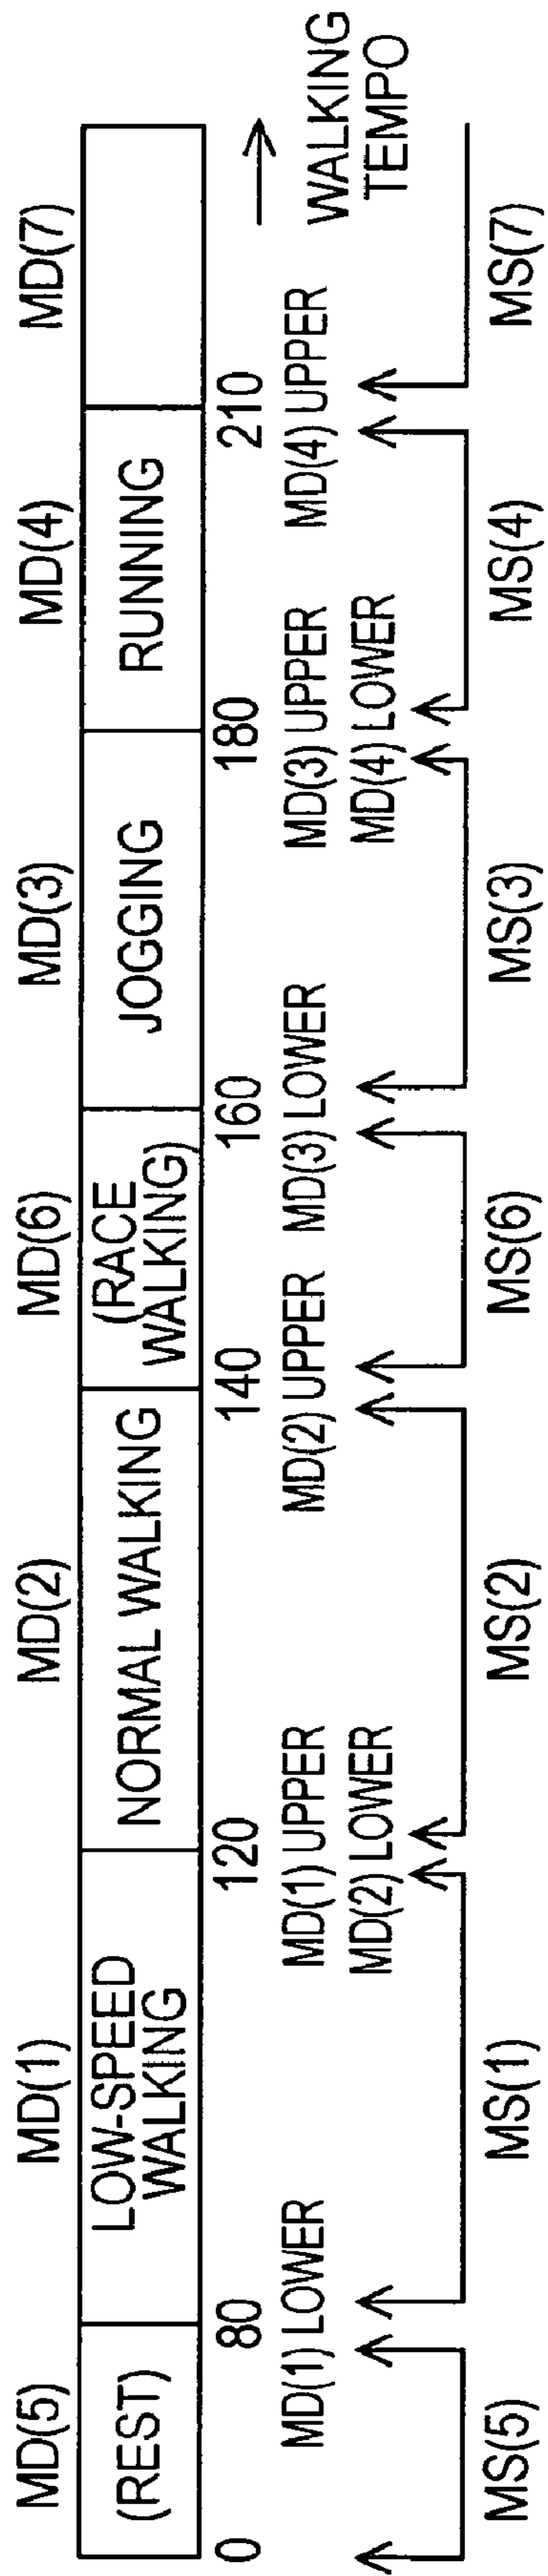 MD(5)
MD(1)
MD(2)
MD(6)
MD(3)
MD(4)
MD(7)
(REST)
LOW-SPEED
WALKING
NORMAL WALKING
(RACE
WALKING)
JOGGING
RUNNING
0
80
120
140
160
180
210
MD(1) LOWER
MD(1) UPPER
MD(2) LOWER
MD(2) UPPER
MD(3) LOWER
MD(3) UPPER
MD(4) LOWER
MD(4) UPPER
WALKING
TEMPO
MS(5)
MS(1)
MS(2)
MS(6)
MS(3)
MS(4)
MS(7)